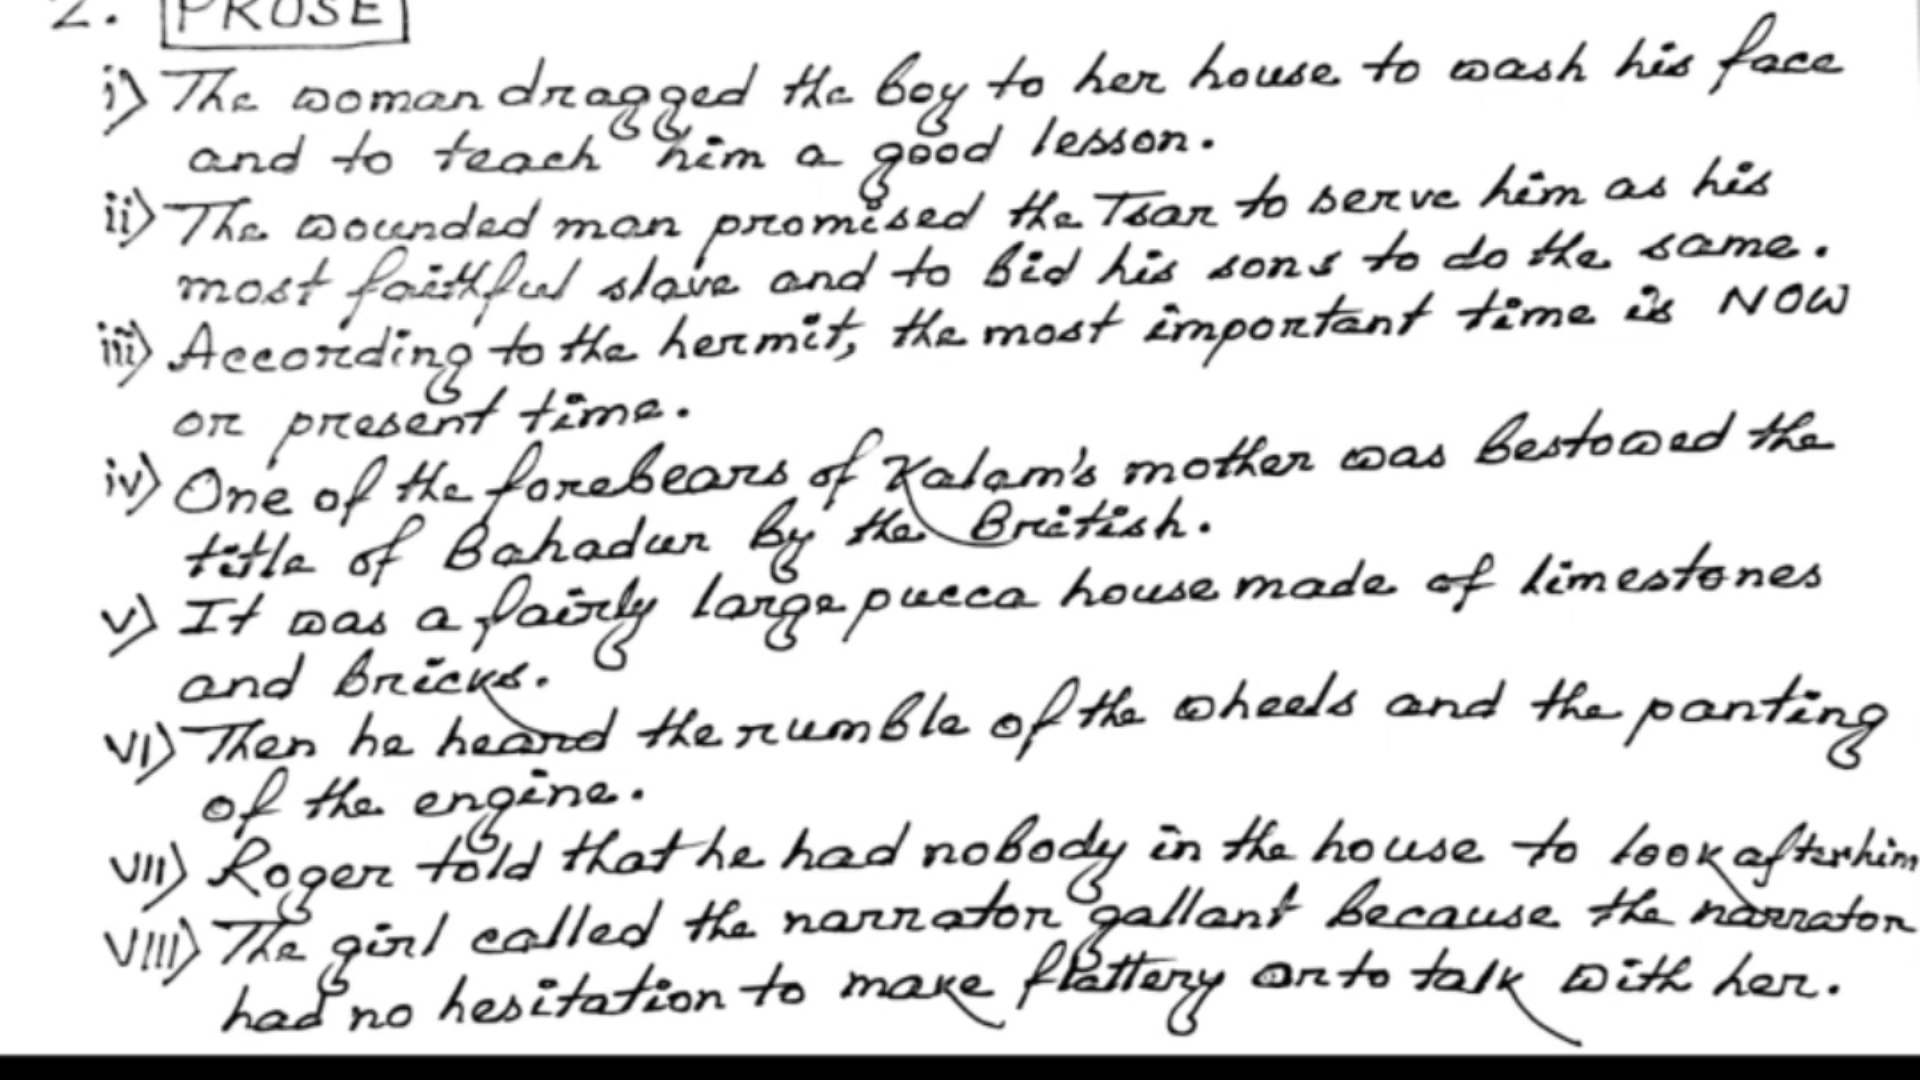 2. PROSE
i) The woman dragged the boy to her house to wash his face
and to teach him a good lesson.
ii) The wounded man promised the Tsar to serve him as his
most faithful slave and to bid his sons to do the same.
iii) According to the hermit, the most important time is NOW
or present time.
iv) One of the forebears of Kalam's mother was bestowed the
title of Bahadur by the British.
v) It was a fairly large pucca house made of limestones
and bricks.
VI) Then he heard the rumble of the wheels and the panting
of the engine.
VII) Roger told that he had nobody in the house to look after him
VIII) The girl called the narrator gallant because the narrator
had no hesitation to make flattery or to talk with her.